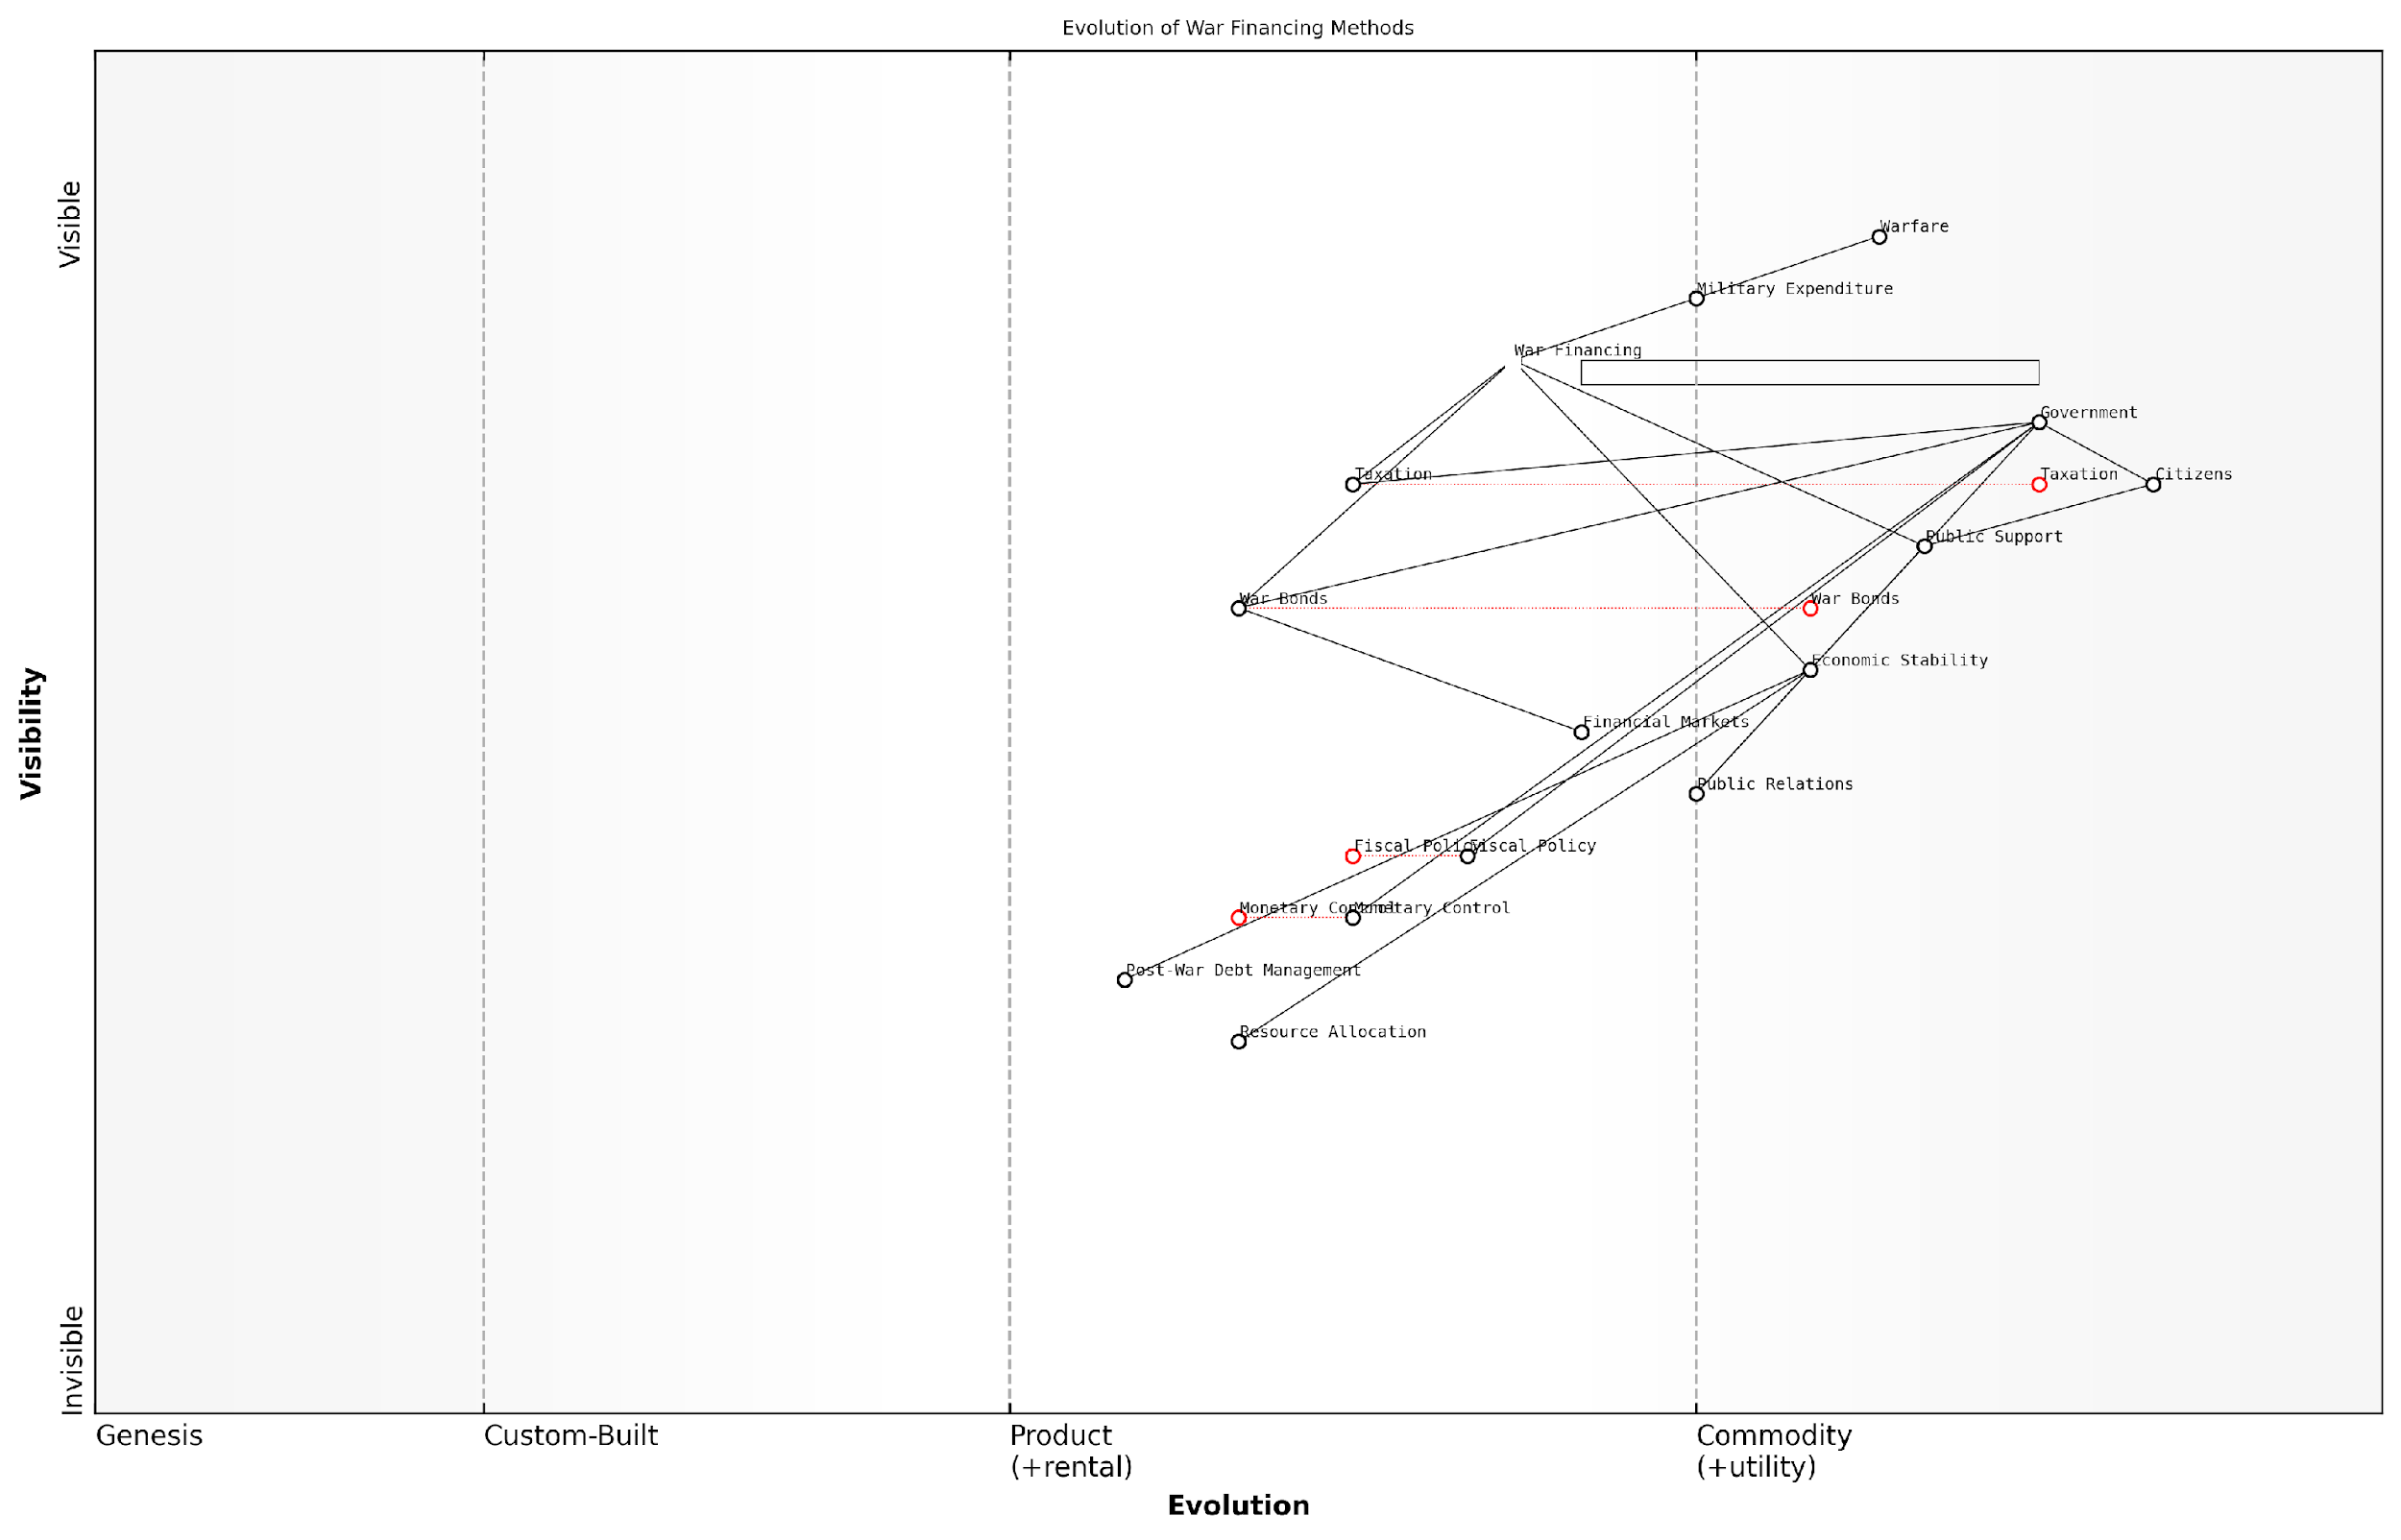 Evolution of War Financing Methods
Visible
Warfare
Military Expenditure
War Financing
Government
Taxation
Taxation
Citizens
Public Support
War Bonds
War Bonds
Economic Stability
Visibility
Financial Markets
Public Relations
Fiscal Policy
Fiscal Policy
Monetary Control
Monetary Control
Post-War Debt Management
Resource Allocation
Invisible
Genesis
Custom-Built
Product
(+rental)
Commodity
(+utility)
Evolution